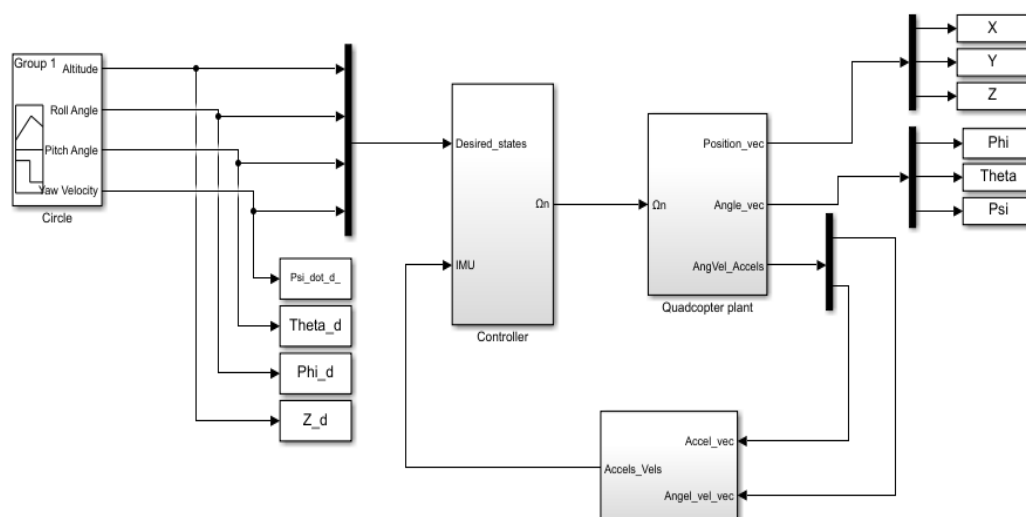 Group 1
Altitude
Roll Angle
Pitch Angle
Yaw Velocity
Circle
Psi_dot_d_
Theta_d
Phi_d
Z_d
Desired_states
Ωn
IMU
Controller
Ωn
Position_vec
Angle_vec
AngVel_Accels
Quadcopter plant
X
Y
Z
Phi
Theta
Psi
Accel_vec
Accels_Vels
Angel_vel_vec